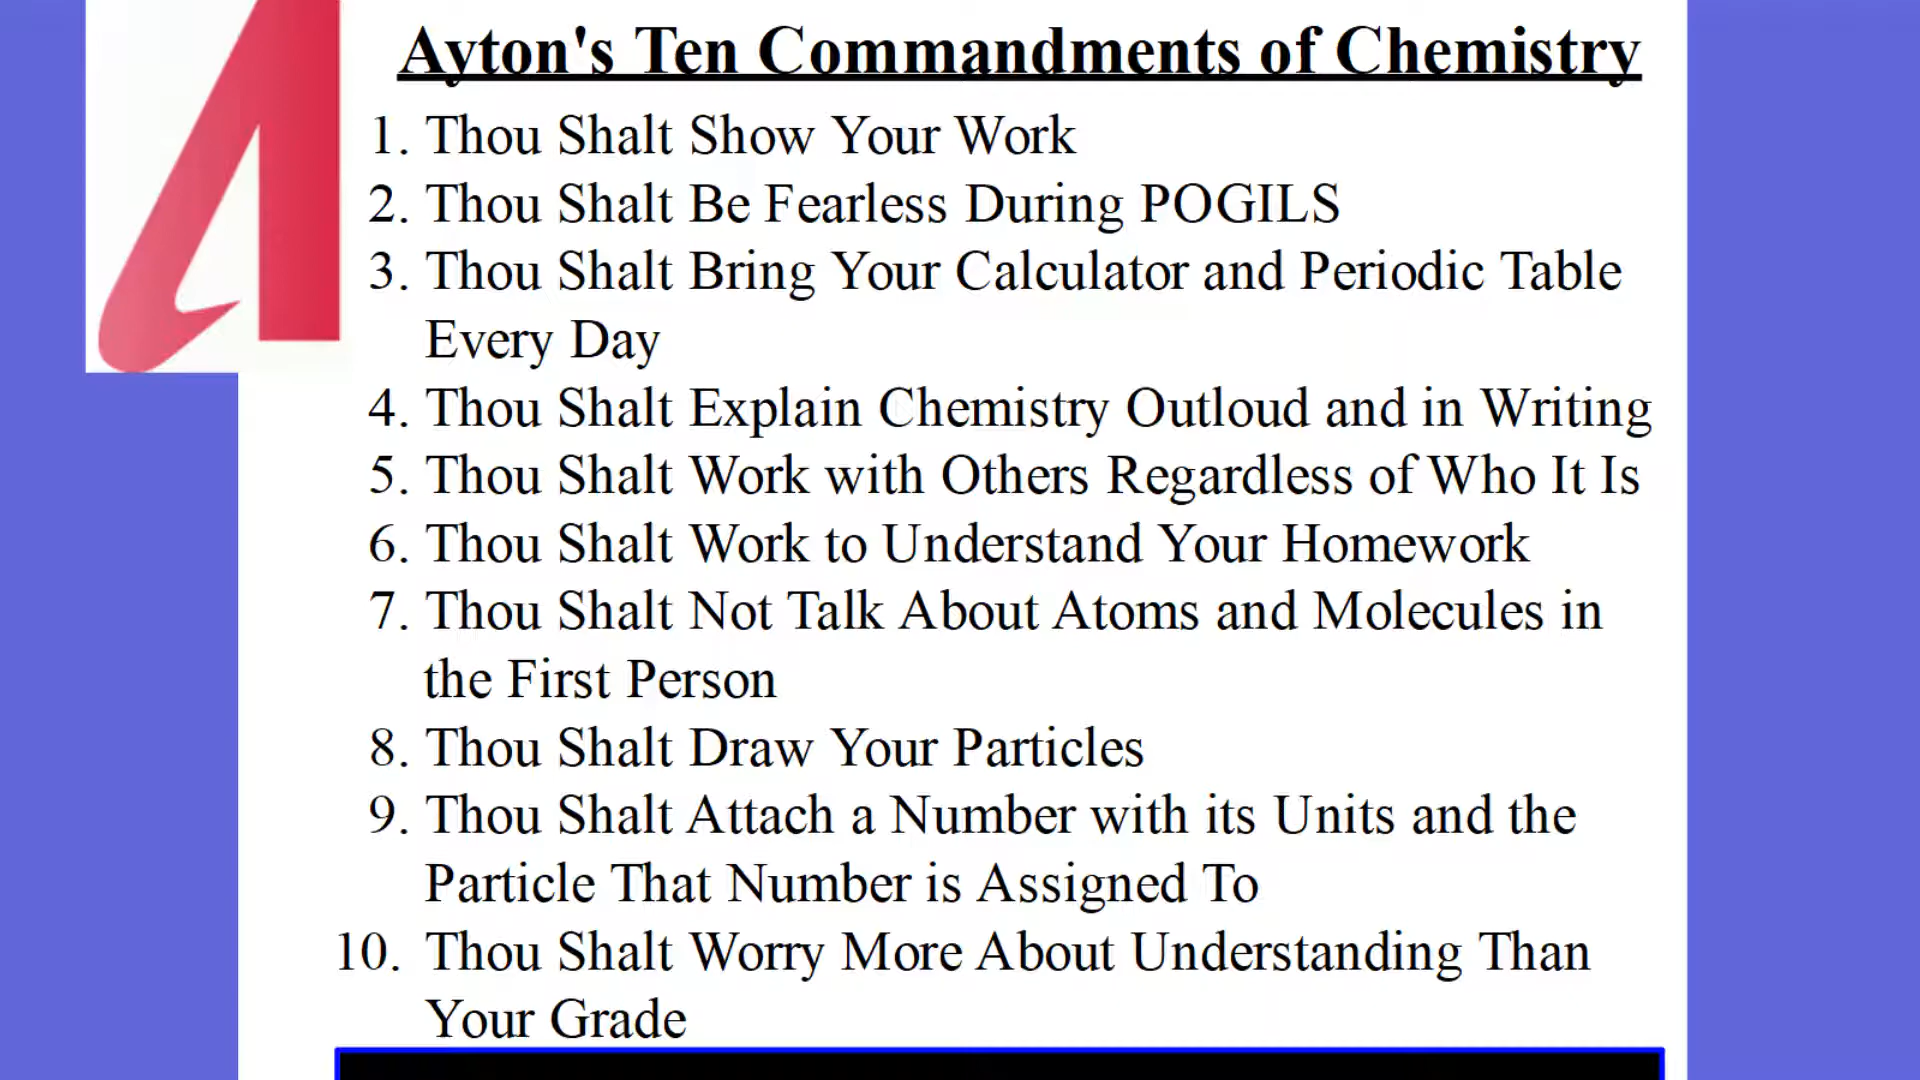 Ayton's Ten Commandments of Chemistry
1. Thou Shalt Show Your Work
2. Thou Shalt Be Fearless During POGILS
3. Thou Shalt Bring Your Calculator and Periodic Table
Every Day
4. Thou Shalt Explain Chemistry Outloud and in Writing
5. Thou Shalt Work with Others Regardless of Who It Is
6. Thou Shalt Work to Understand Your Homework
7. Thou Shalt Not Talk About Atoms and Molecules in
the First Person
8. Thou Shalt Draw Your Particles
9. Thou Shalt Attach a Number with its Units and the
Particle That Number is Assigned To
10. Thou Shalt Worry More About Understanding Than
Your Grade